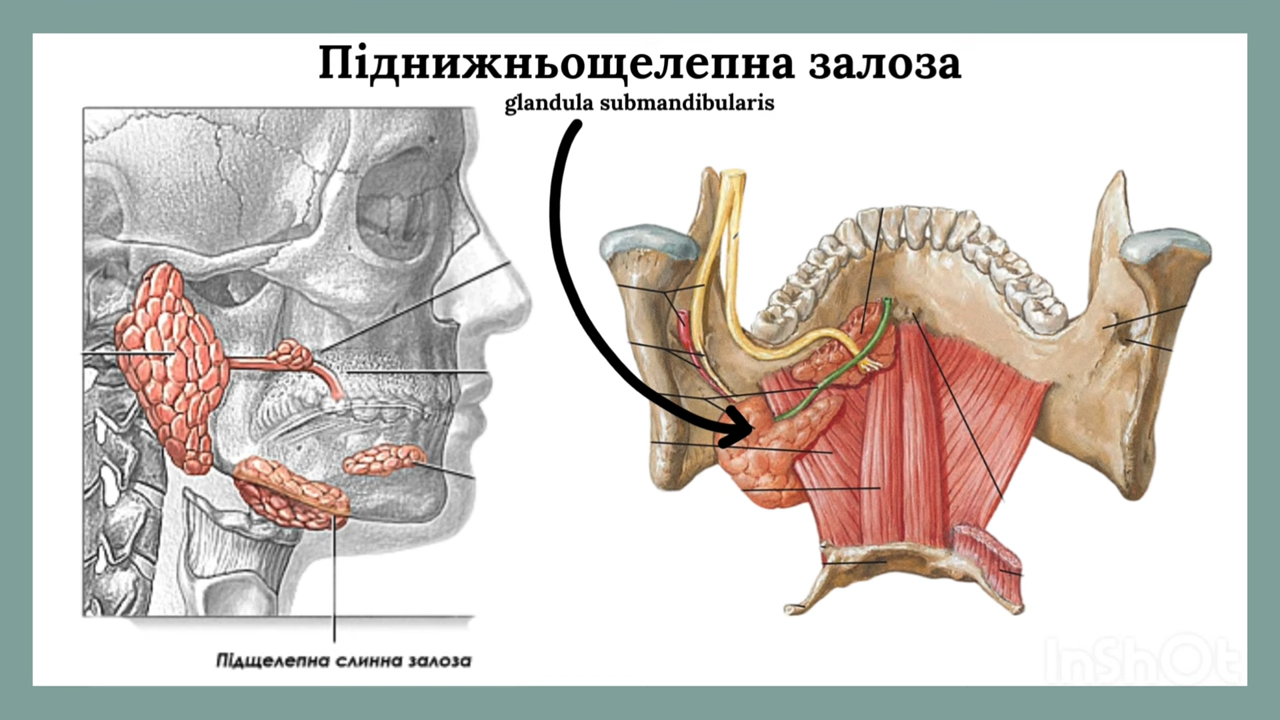 Піднижньощелепна залоза
glandula submandibularis
Підщелепна слинна залоза
InShOt